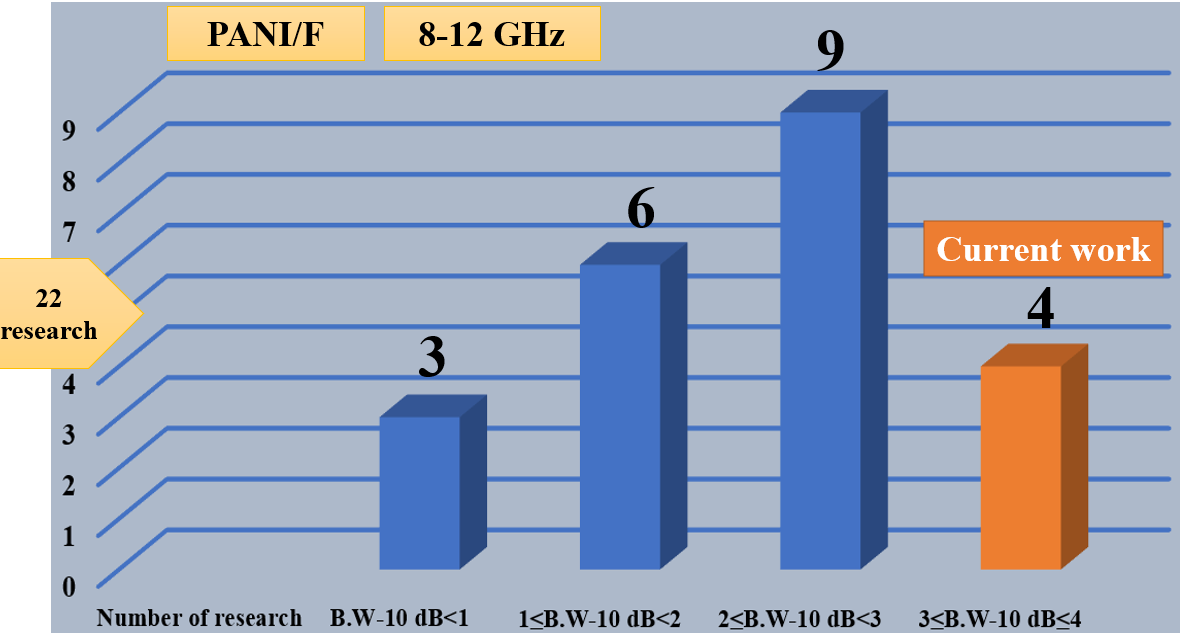 PANI/F
8-12 GHz
9
9
8
7
6
Current work
22
research
4
3
4
3
2
1
0
Number of research
B.W-10 dB<1
1≤B.W-10 dB<2
2≤B.W-10 dB<3
3≤B.W-10 dB≤4